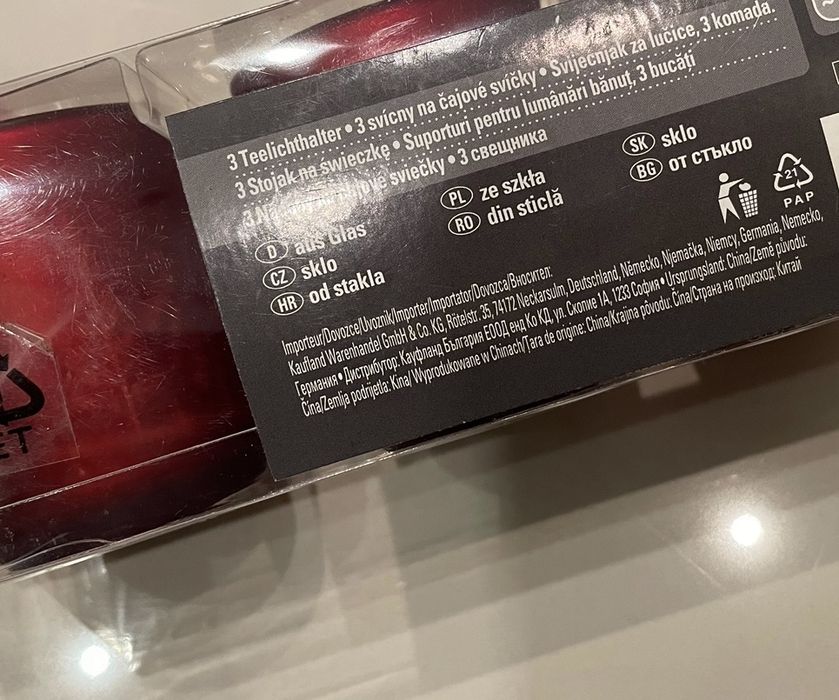 3 Teelichthalter • 3 svícny na čajové svíčky • Svijećnjak za lučice, 3 komada.
3 Stojak na świeczkę • Suporturi pentru lumânări bănuț, 3 bucăți
sviečky • 3 свещника
D aus Glas
CZ sklo
HR od stakla
PL ze szkła
RO din sticlă
SK sklo
BG от стъкло
21
PAP
Importeur/Dovozce/Uvoznik/Importer/Importator/Dovozca/Вносител:
Kaufland Warenhandel GmbH & Co. KG, Rötelstr. 35, 74172 Neckarsulm, Deutschland, Německo, Njemačka, Niemcy, Germania, Nemecko,
Германия • Дистрибутор: Кауфланд България ЕООД енд Ко КД, ул. Скопие 1А, 1233 София • Ursprungsland: China/Země původu:
Čína/Zemlja podrijetla: Kina/Wyprodukowane w Chinach/Tara de origine: China/Krajina pôvodu: Čína/Страна на произход: Китай
ET